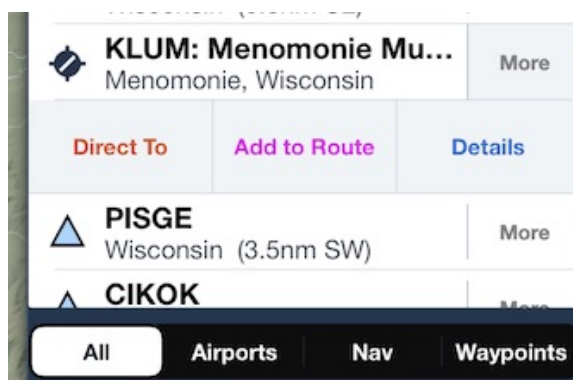 KLUM: Menomonie Mu...
Menomonie, Wisconsin
More
Direct To
Add to Route
Details
PISGE
Wisconsin (3.5nm SW)
More
CIKOK
More
All
Airports
Nav
Waypoints